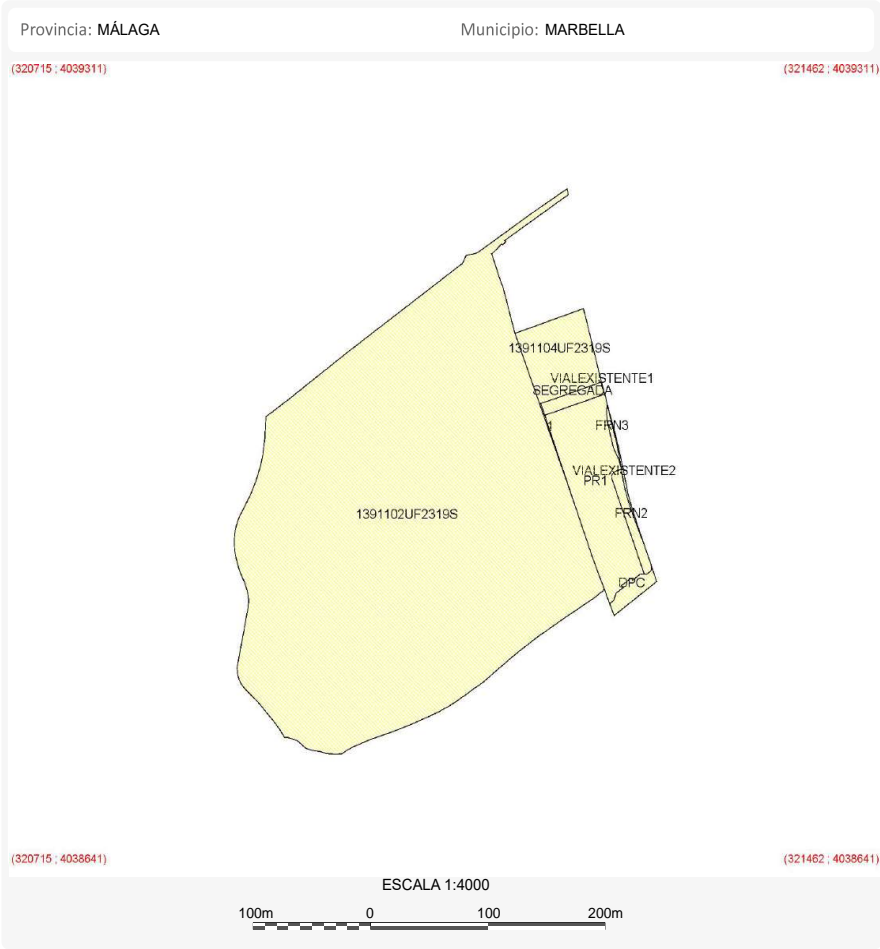 Provincia: MÁLAGA Municipio: MARBELLA
(320715 ; 4039311) (321462 ; 4039311)
1391104UF2319S
VIALEXISTENTE1
SEGREGADA
FRN3
VIALEXISTENTE2
PR1
1391102UF2319S
FRN2
DPC
(320715 ; 4038641) (321462 ; 4038641)
ESCALA 1:4000
100m 0 100 200m